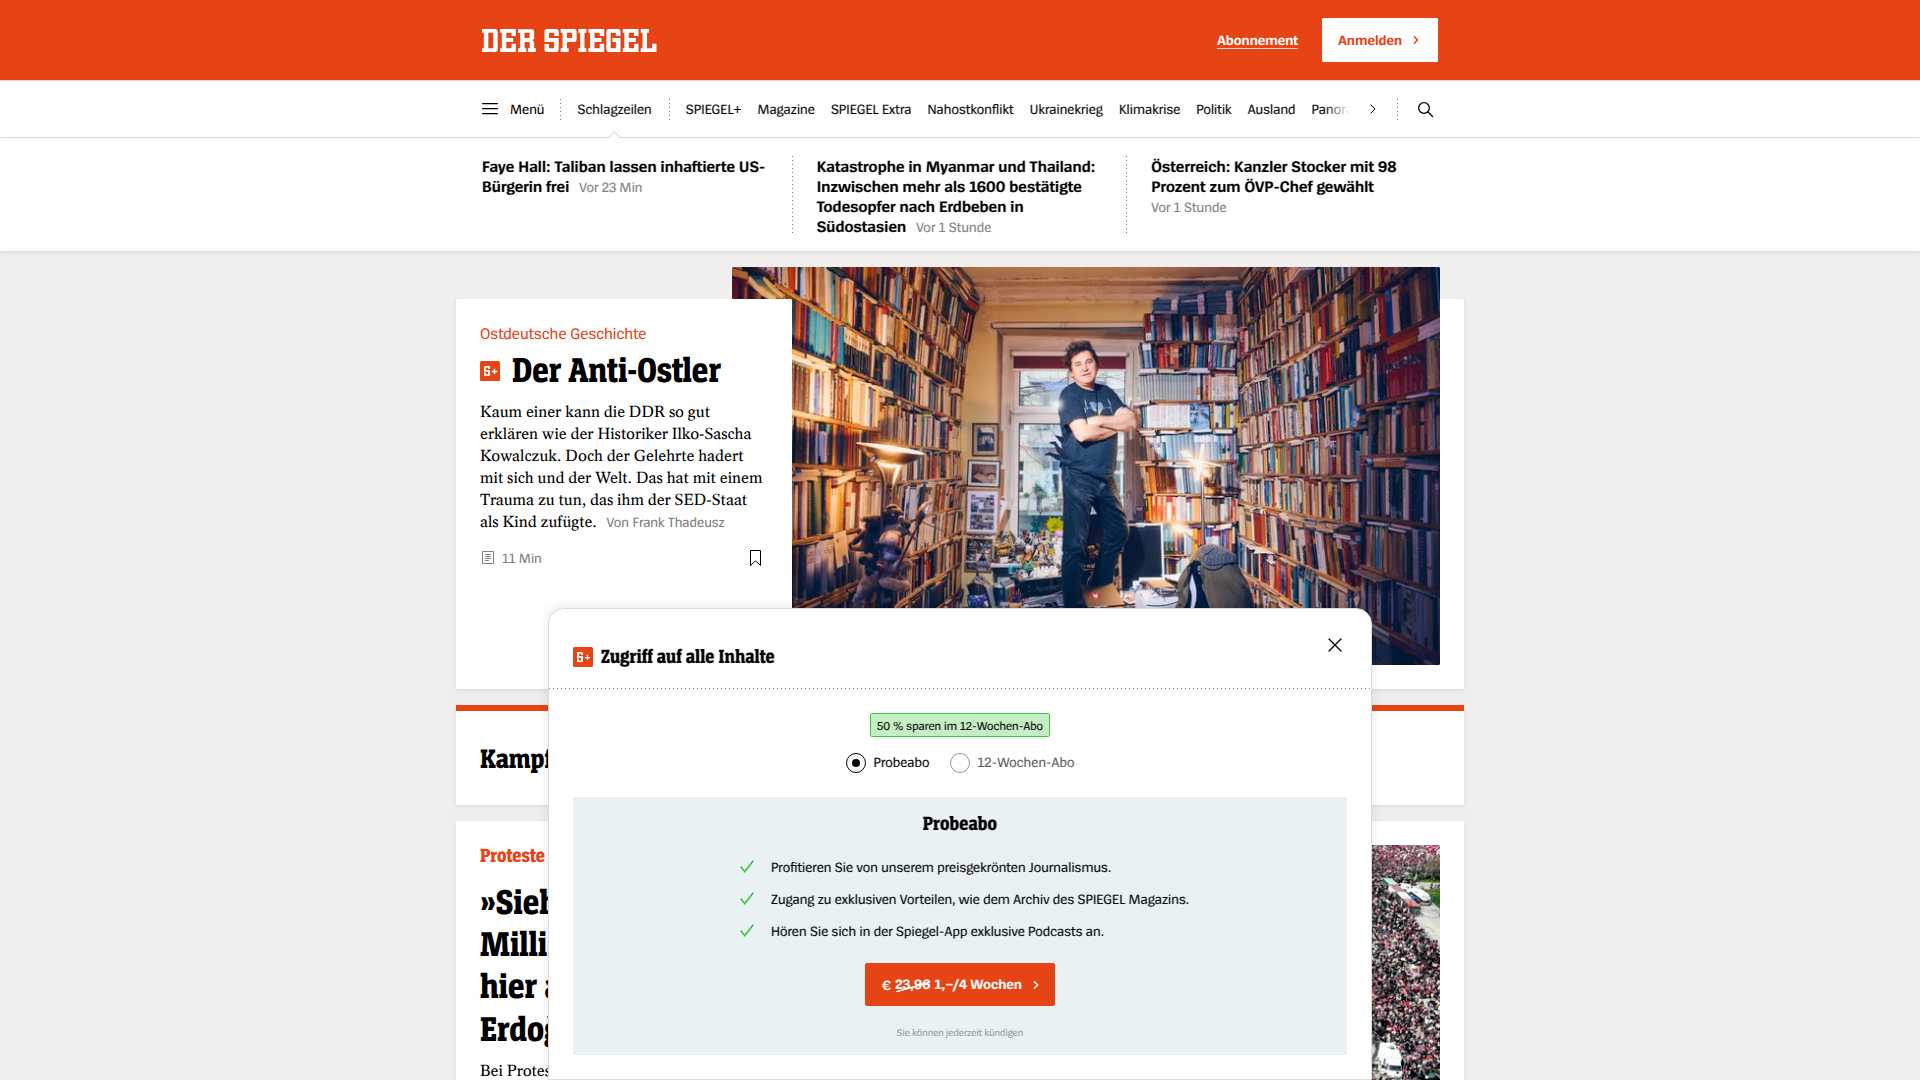 DER SPIEGEL
Abonnement
Anmelden
Menü
Schlagzeilen
SPIEGEL+
Magazine
SPIEGEL Extra
Nahostkonflikt
Ukrainekrieg
Klimakrise
Politik
Ausland
Faye Hall: Taliban lassen inhaftierte US-
Bürgerin frei Vor 23 Min
Katastrophe in Myanmar und Thailand:
Inzwischen mehr als 1600 bestätigte
Todesopfer nach Erdbeben in
Südostasien Vor 1 Stunde
Österreich: Kanzler Stocker mit 98
Prozent zum ÖVP-Chef gewählt
Vor 1 Stunde
Ostdeutsche Geschichte
S+ Der Anti-Ostler
Kaum einer kann die DDR so gut
erklären wie der Historiker Ilko-Sascha
Kowalczuk. Doch der Gelehrte hadert
mit sich und der Welt. Das hat mit einem
Trauma zu tun, das ihm der SED-Staat
als Kind zufügte. Von Frank Thadeusz
11 Min
S+ Zugriff auf alle Inhalte
50 % sparen im 12-Wochen-Abo
Probeabo
12-Wochen-Abo
Probeabo
Profitieren Sie von unserem preisgekrönten Journalismus.
Zugang zu exklusiven Vorteilen, wie dem Archiv des SPIEGEL Magazins.
Hören Sie sich in der Spiegel-App exklusive Podcasts an.
€ 23,96 1,–/4 Wochen
Sie können jederzeit kündigen
Kampf
Proteste
»Sieh
Milli
hier
Erdog
Bei Protes